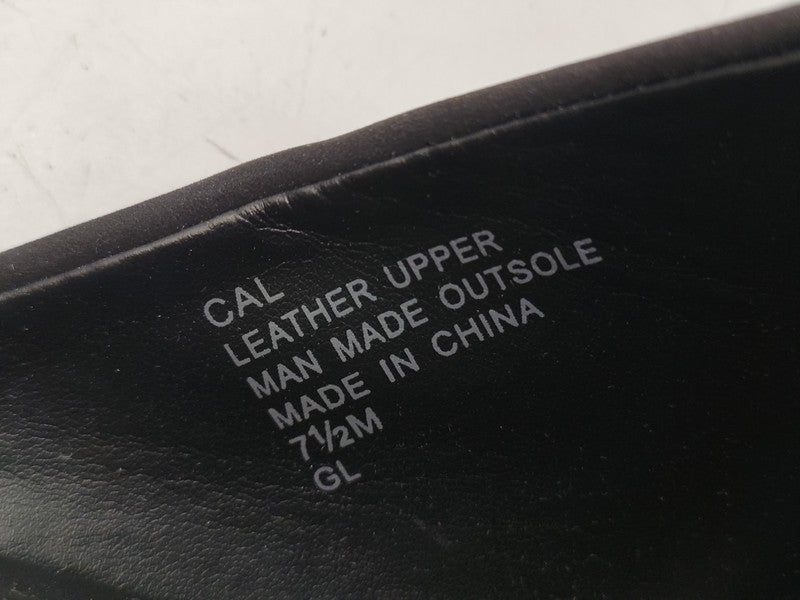 CAL
LEATHER UPPER
MAN MADE OUTSOLE
MADE IN CHINA
7½M
GL